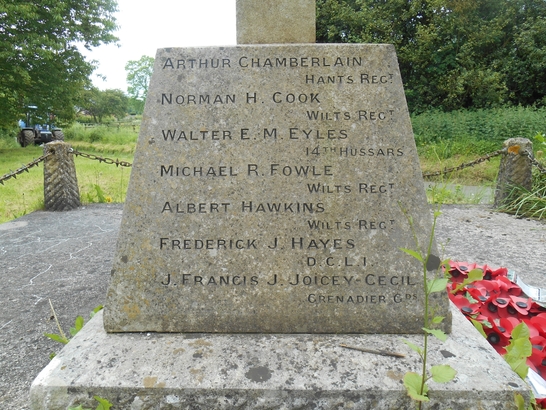 ARTHUR CHAMBERLAIN
HANTS REGT
NORMAN H. COOK
WILTS REGT
WALTER E. M. EYLES
14TH HUSSARS
MICHAEL R. FOWLE
WILTS REGT
ALBERT HAWKINS
WILTS REGT
FREDERICK J. HAYES
D.C.L.I.
J. FRANCIS J. JOICEY-CECIL
GRENADIER GDS